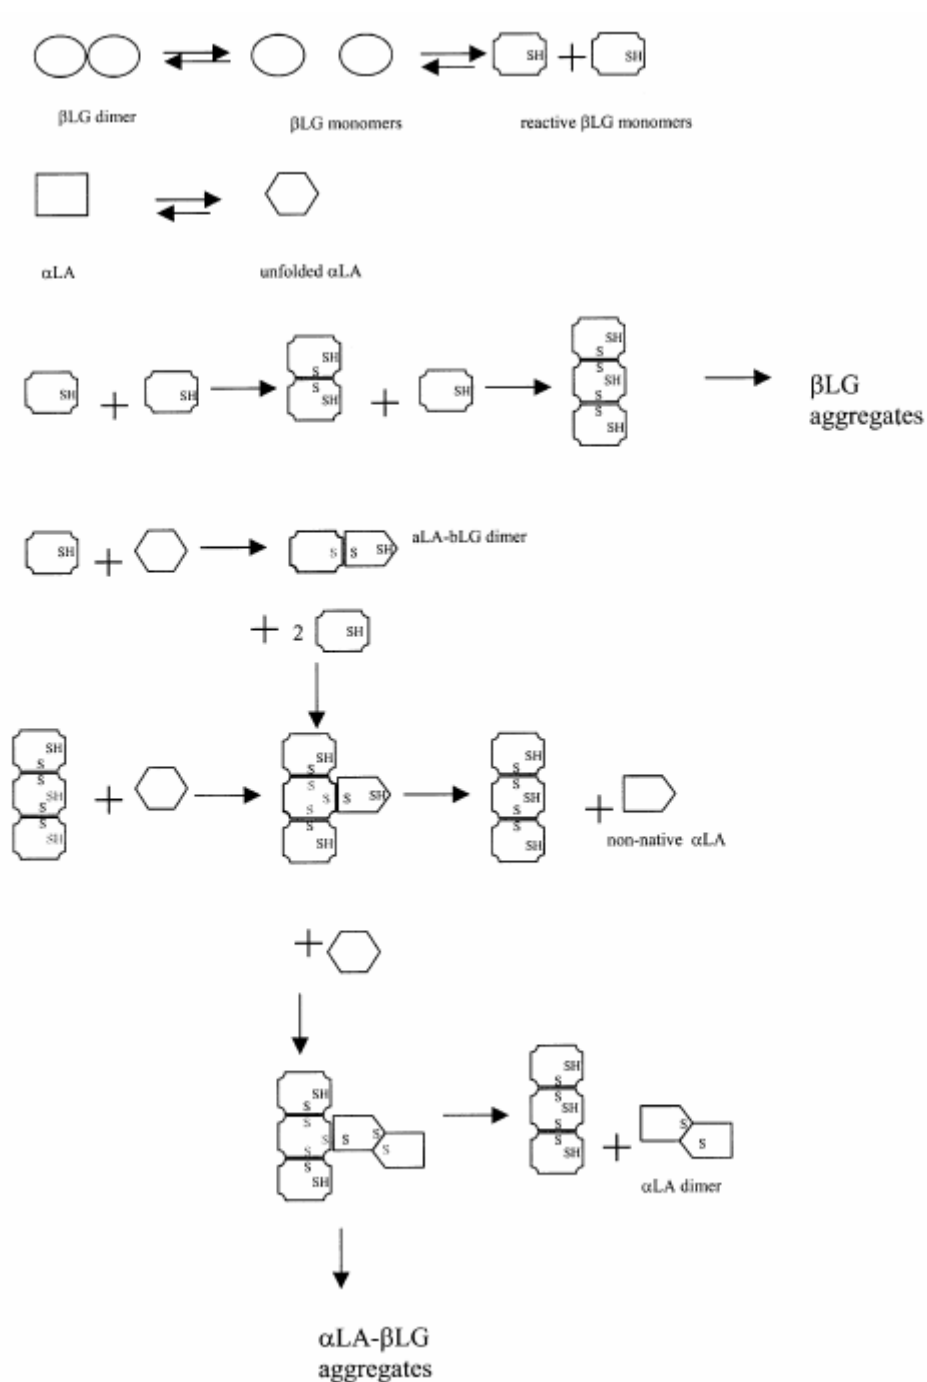 SH + SH
βLG dimer
βLG monomers
reactive βLG monomers
αLA
unfolded αLA
SH
+
SH
SH
S
S
SH
+
SH
SH
S
S
SH
S
S
SH
βLG
aggregates
SH
+
S S SH
aLA-bLG dimer
+ 2 SH
SH
S
S
SH
S
S
SH
+
SH
S
S
S S SH
S
S
SH
SH
S
S
SH
S
S
SH
+
non-native αLA
+
SH
S
S
S S S
S
S
S
SH
SH
S
S
SH
S
S
SH
+
S
S
αLA dimer
αLA-βLG
aggregates